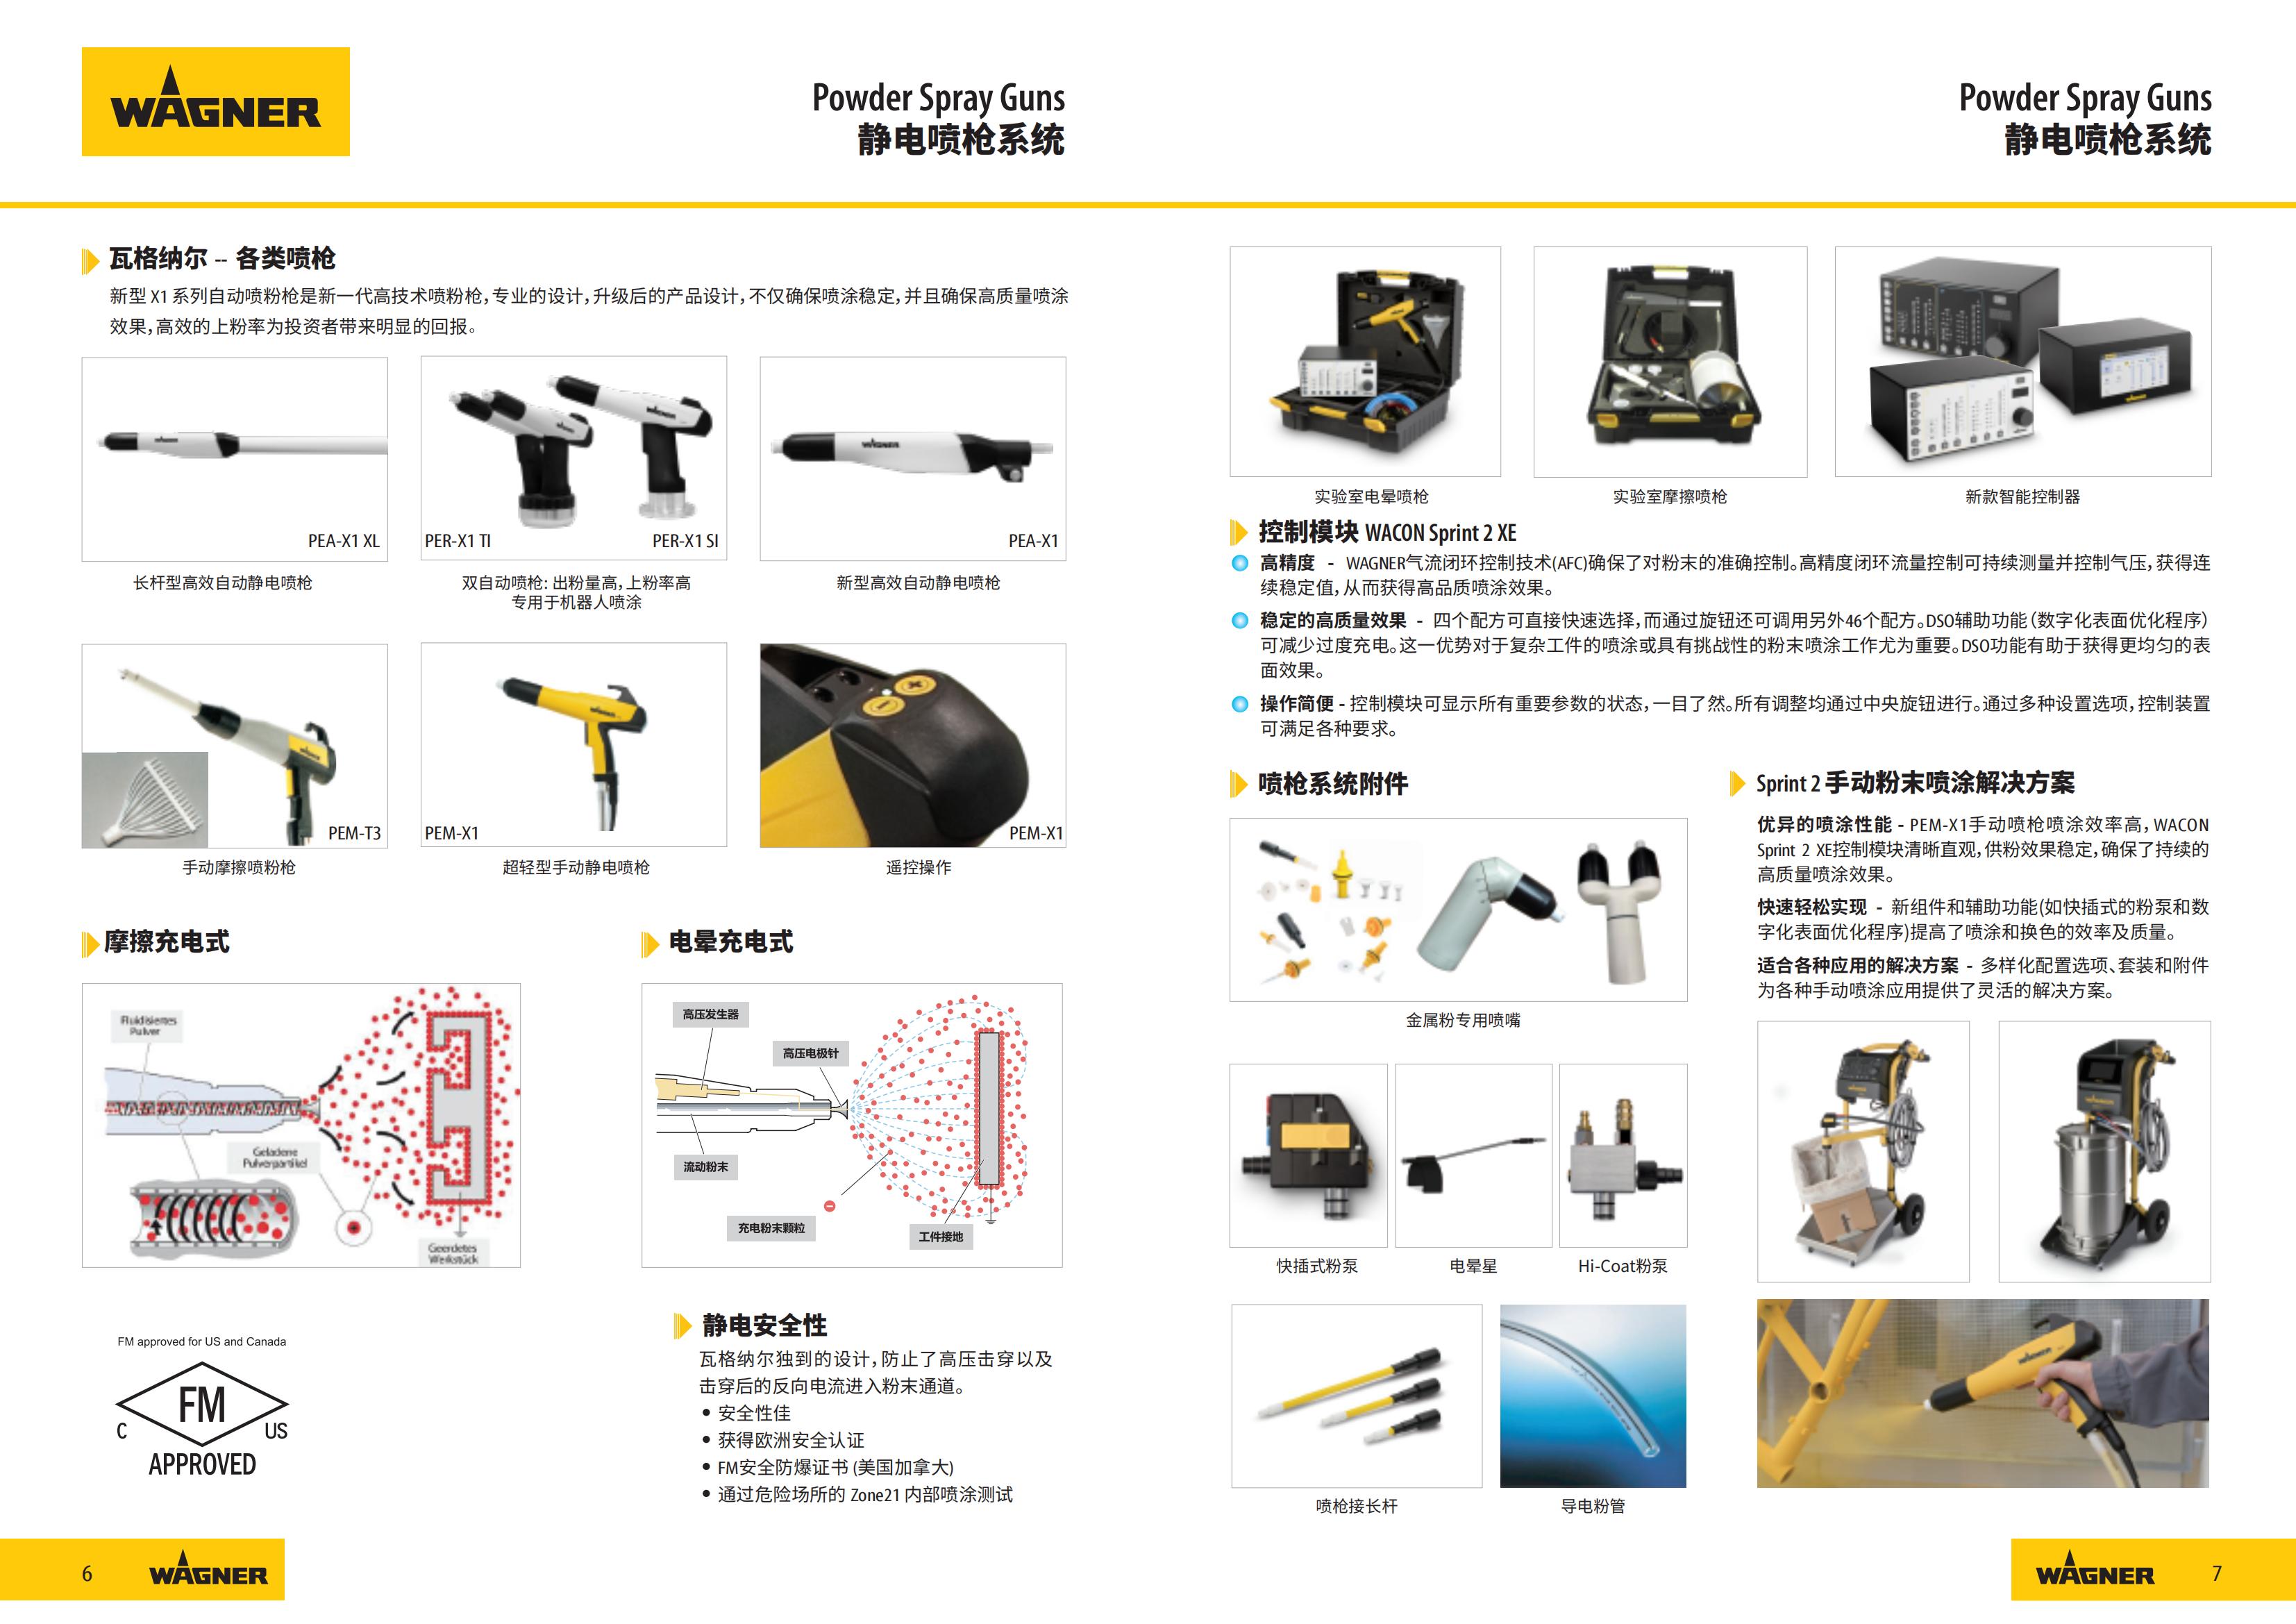 WAGNER
Powder Spray Guns
静电喷枪系统
瓦格纳尔 -- 各类喷枪
新型 X1 系列自动喷粉枪是新一代高技术喷粉枪，专业的设计，升级后的产品设计，不仅确保喷涂稳定，并且确保高质量喷涂
效果，高效的上粉率为投资者带来明显的回报。
WAGNER
PEA-X1 XL
长杆型高效自动静电喷枪
WAGNER
PER-X1 TI
PER-X1 SI
双自动喷枪: 出粉量高，上粉率高
专用于机器人喷涂
WAGNER
PEA-X1
新型高效自动静电喷枪
PEM-T3
手动摩擦喷粉枪
WAGNER
PEM-X1
超轻型手动静电喷枪
PEM-X1
遥控操作
摩擦充电式
Fluidisiertes
Pulver
Geladene
Pulverpartikel
Geerdetes
Werkstück
电晕充电式
高压发生器
高压电极针
流动粉末
充电粉末颗粒
工件接地
FM approved for US and Canada
FM
C US
APPROVED
静电安全性
瓦格纳尔独到的设计，防止了高压击穿以及
击穿后的反向电流进入粉末通道。
• 安全性佳
• 获得欧洲安全认证
• FM安全防爆证书 (美国加拿大)
• 通过危险场所的 Zone21 内部喷涂测试
6
WAGNER
Powder Spray Guns
静电喷枪系统
实验室电晕喷枪
实验室摩擦喷枪
新款智能控制器
控制模块 WACON Sprint 2 XE
高精度 - WAGNER气流闭环控制技术(AFC)确保了对粉末的准确控制。高精度闭环流量控制可持续测量并控制气压，获得连
续稳定值，从而获得高品质喷涂效果。
稳定的高质量效果 - 四个配方可直接快速选择，而通过旋钮还可调用另外46个配方。DSO辅助功能（数字化表面优化程序）
可减少过度充电。这一优势对于复杂工件的喷涂或具有挑战性的粉末喷涂工作尤为重要。DSO功能有助于获得更均匀的表
面效果。
操作简便 - 控制模块可显示所有重要参数的状态，一目了然。所有调整均通过中央旋钮进行。通过多种设置选项，控制装置
可满足各种要求。
喷枪系统附件
金属粉专用喷嘴
快插式粉泵
电晕星
Hi-Coat粉泵
喷枪接长杆
导电粉管
Sprint 2 手动粉末喷涂解决方案
优异的喷涂性能 - PEM-X1手动喷枪喷涂效率高，WACON
Sprint 2 XE控制模块清晰直观，供粉效果稳定，确保了持续的
高质量喷涂效果。
快速轻松实现 - 新组件和辅助功能(如快插式的粉泵和数
字化表面优化程序)提高了喷涂和换色的效率及质量。
适合各种应用的解决方案 - 多样化配置选项、套装和附件
为各种手动喷涂应用提供了灵活的解决方案。
WAGNER
WAGNER
7